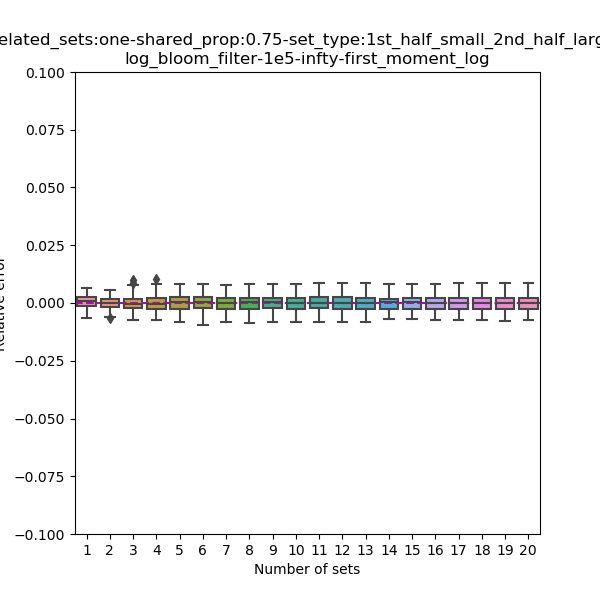 elated_sets:one-shared_prop:0.75-set_type:1st_half_small_2nd_half_larg
log_bloom_filter-1e5-infty-first_moment_log
0.100
0.075
0.050
0.025
0.000
−0.025
−0.050
−0.075
−0.100
Relative error
1 2 3 4 5 6 7 8 9 10 11 12 13 14 15 16 17 18 19 20
Number of sets